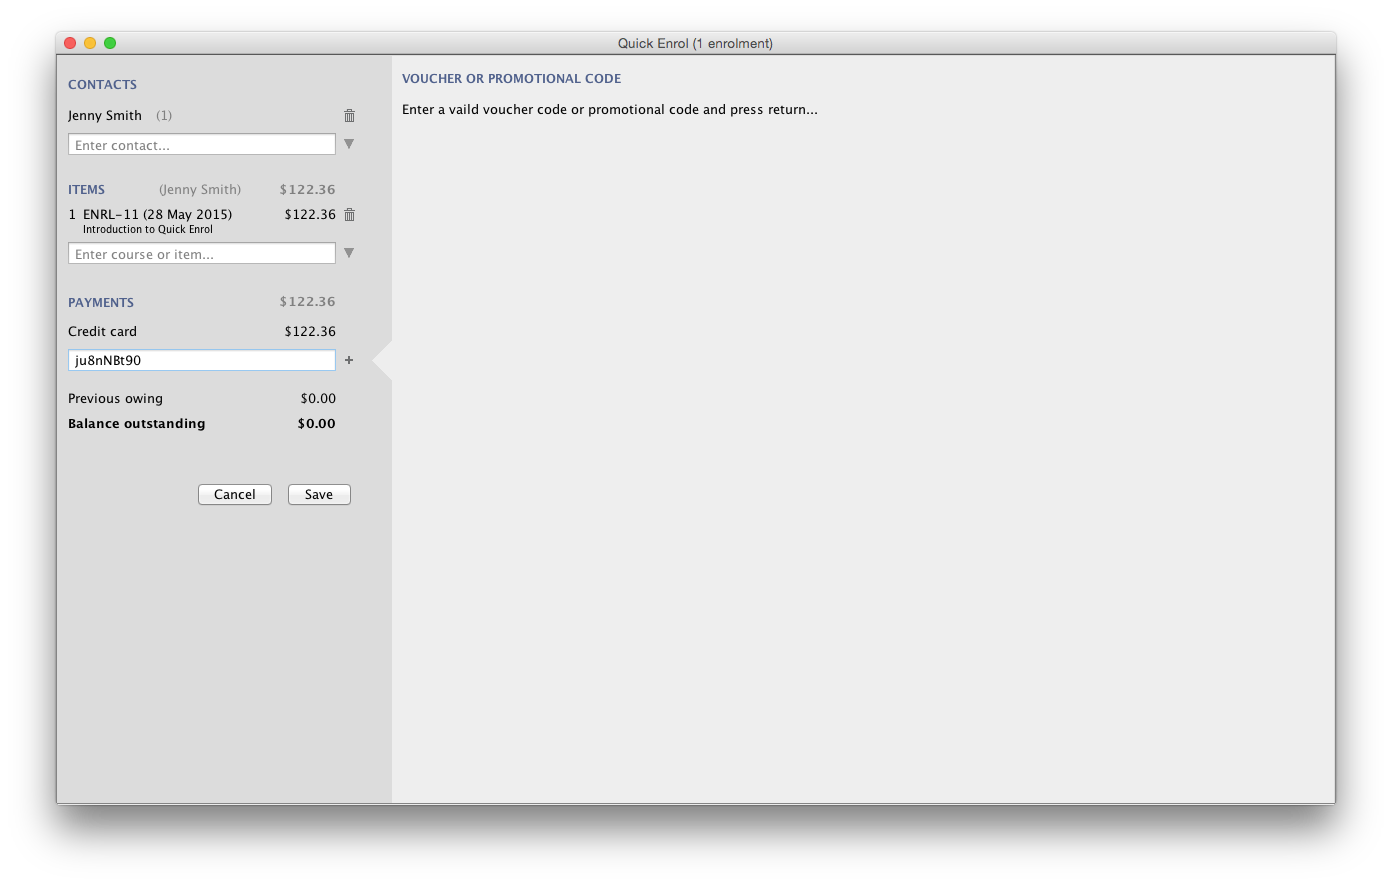 Quick Enrol (1 enrolment)
CONTACTS
Jenny Smith (1)
Enter contact...
ITEMS (Jenny Smith) $122.36
1 ENRL-11 (28 May 2015) $122.36
Introduction to Quick Enrol
Enter course or item...
PAYMENTS $122.36
Credit card $122.36
ju8nNBt90
Previous owing $0.00
Balance outstanding $0.00
Cancel Save
VOUCHER OR PROMOTIONAL CODE
Enter a vaild voucher code or promotional code and press return...